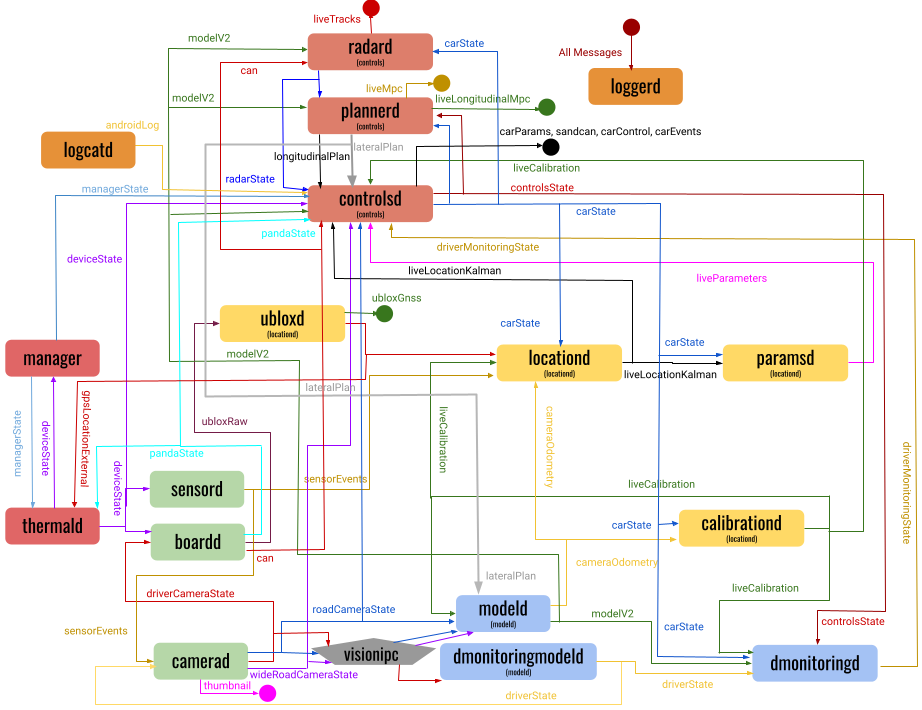 liveTracks
modelV2
radard
(controls)
carState
All Messages
can
loggerd
liveMpc
modelV2
plannerd
(controls)
liveLongitudinalMpc
androidLog
carParams, sandcan, carControl, carEvents
logcatd
lateralPlan
longitudinalPlan
liveCalibration
radarState
managerState
controlsState
controlsd
(controls)
carState
pandaState
driverMonitoringState
deviceState
liveLocationKalman
liveParameters
ubloxGnss
ubloxd
(locationd)
carState
carState
manager
modelV2
locationd
(locationd)
paramsd
(locationd)
liveLocationKalman
lateralPlan
gpsLocationExternal
ubloxRaw
managerState
deviceState
liveCalibration
cameraOdometry
pandaState
driverMonitoringState
deviceState
sensorEvents
sensord
liveCalibration
thermald
carState
calibrationd
(locationd)
boardd
can
cameraOdometry
lateralPlan
driverCameraState
liveCalibration
roadCameraState
modeld
(modeld)
modelV2
controlsState
sensorEvents
carState
camerad
visionipc
dmonitoringmodeld
(modeld)
dmonitoringd
wideRoadCameraState
thumbnail
driverState
driverState